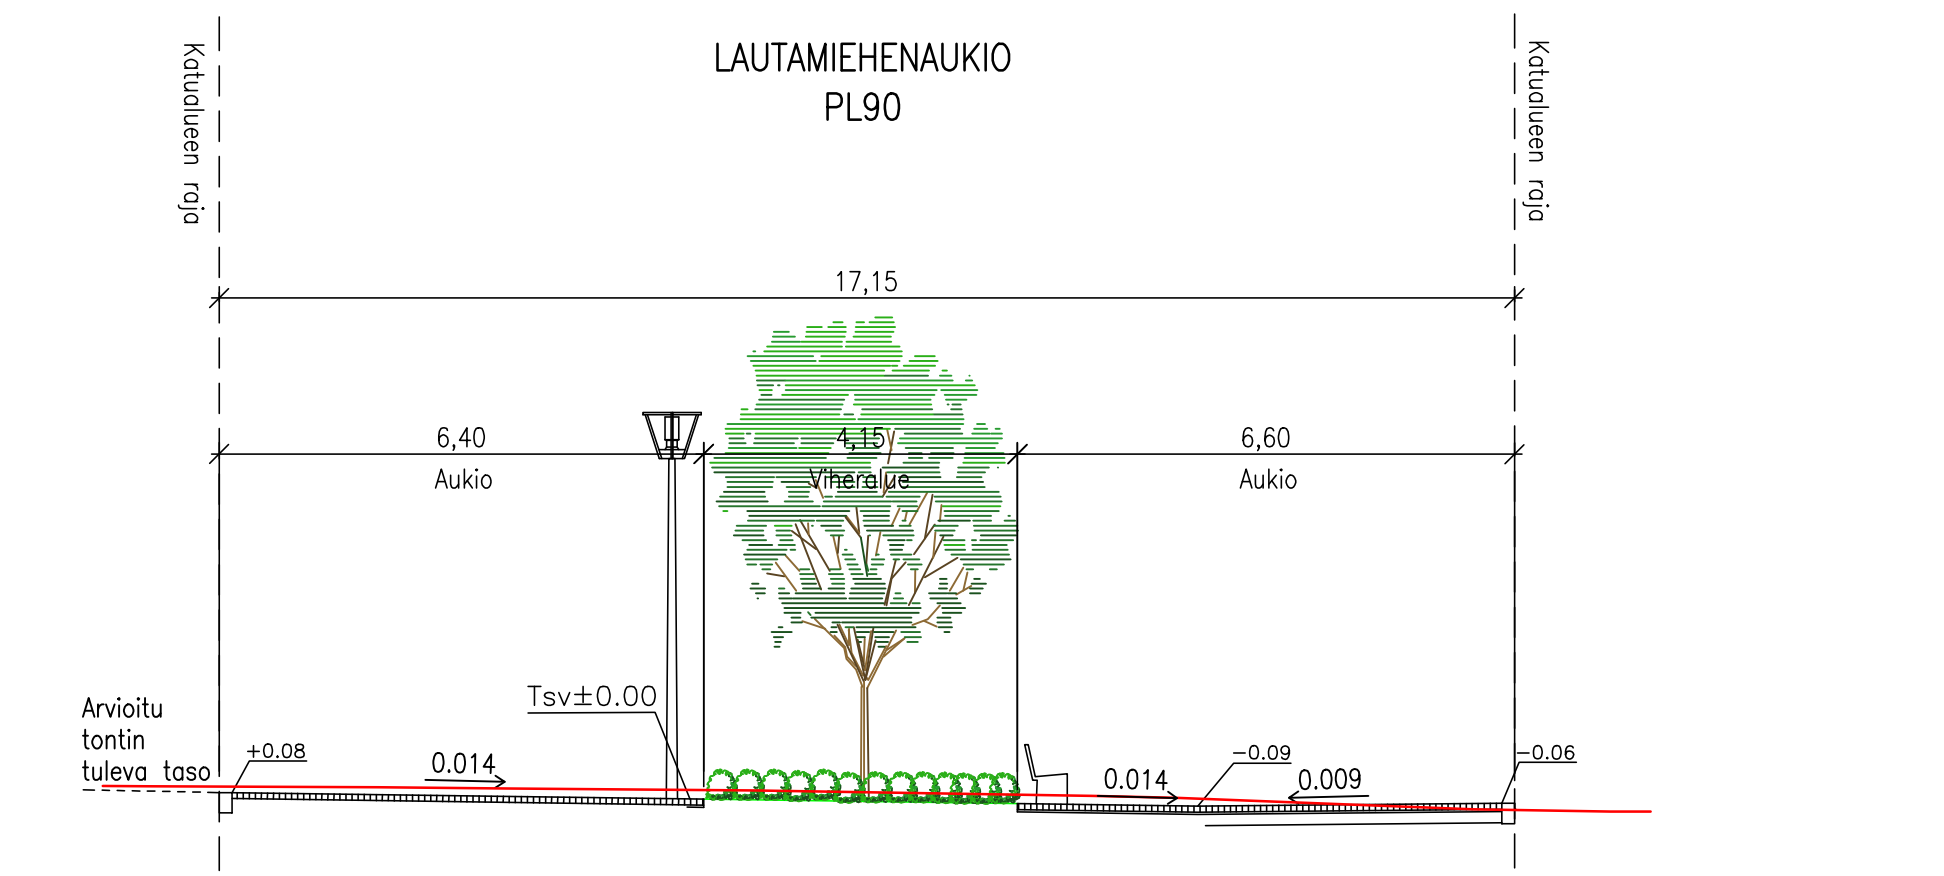 LAUTAMIEHENAUKIO
PL90
Katualueen raja
Katualueen raja
17,15
6,40
4,15
6,60
Aukio
Viheralue
Aukio
Tsv±0.00
Arvioitu
tontin
tuleva taso
+0.08
0.014
-0.09
-0.06
0.014
0.009